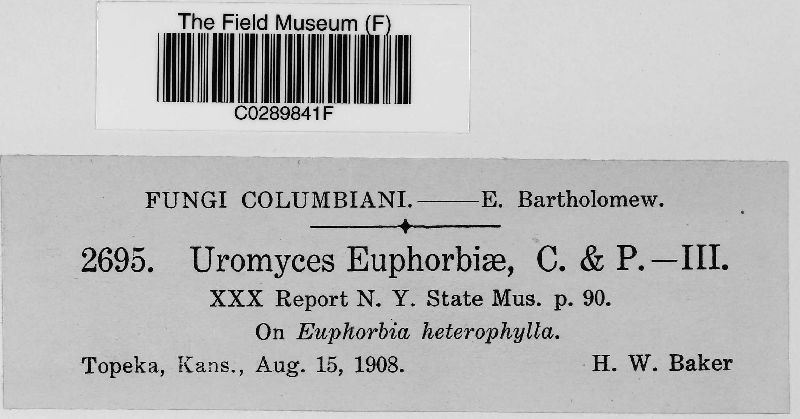 The Field Museum (F)
C0289841F
FUNGI COLUMBIANI.——E. Bartholomew.
2695. Uromyces Euphorbiæ, C. & P.—III.
XXX Report N. Y. State Mus. p. 90.
On Euphorbia heterophylla.
Topeka, Kans., Aug. 15, 1908. H. W. Baker